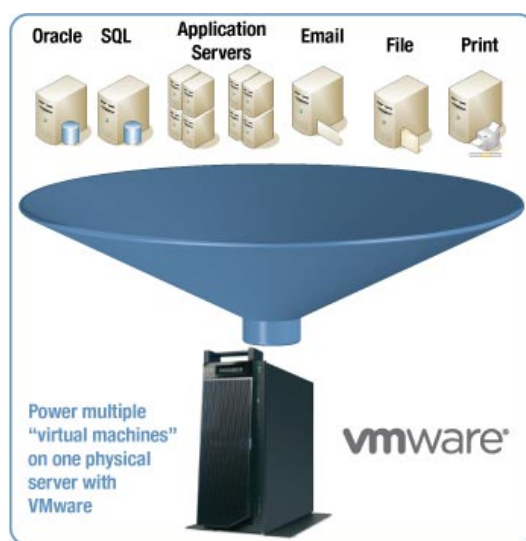 Oracle SQL Application Servers Email File Print
Power multiple
“virtual machines”
on one physical
server with
VMware
vmware®